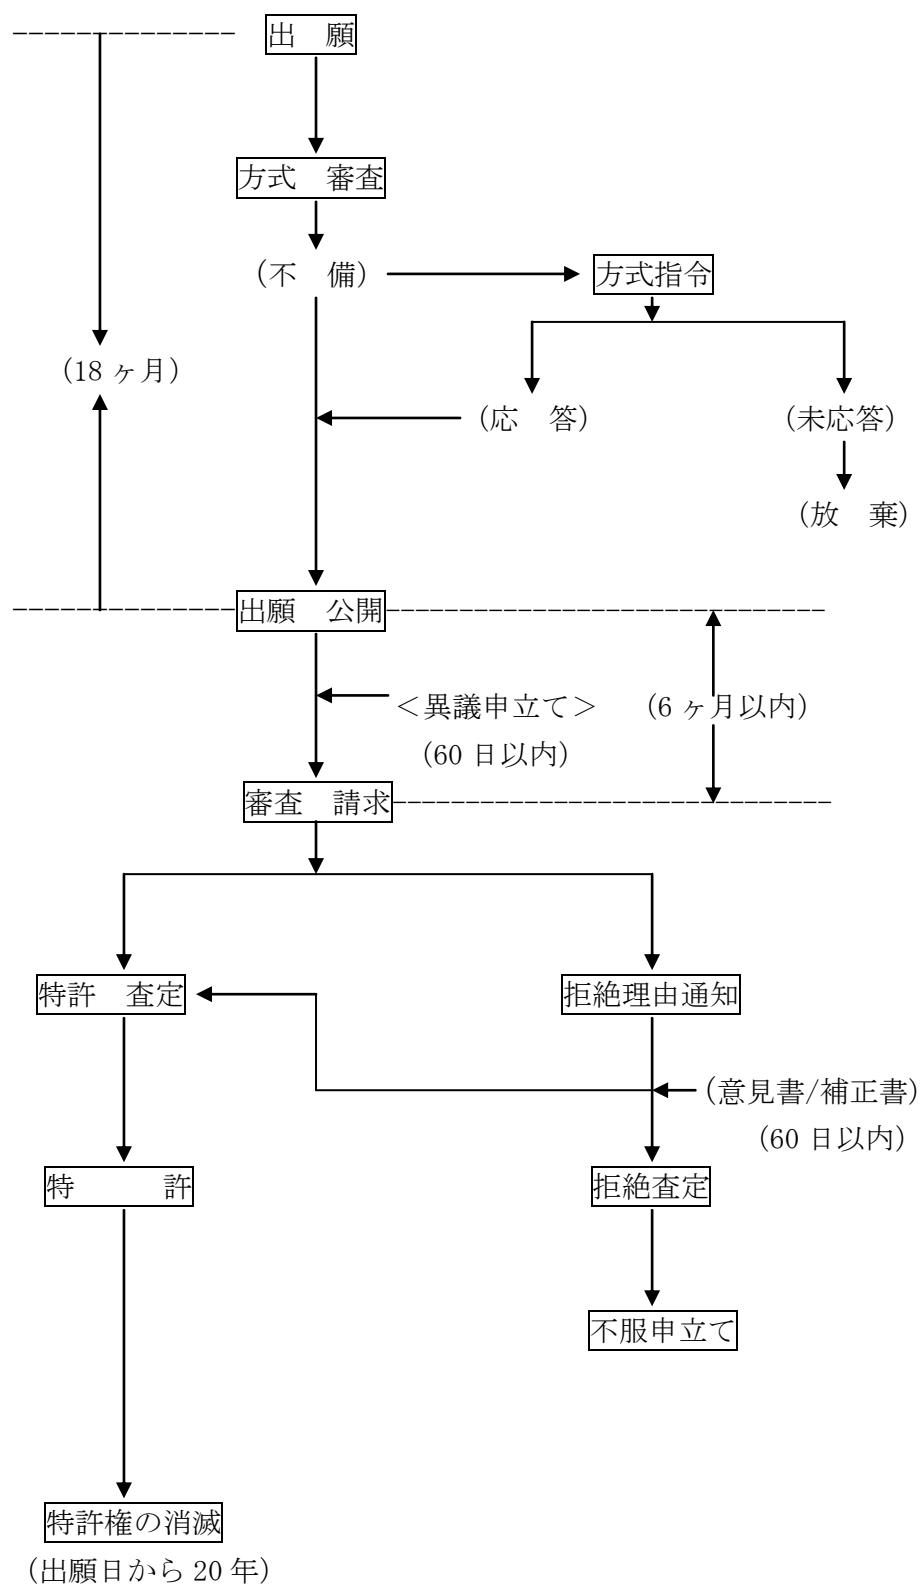 出　願
方式　審査
(不　備)
方式指令
(18ヶ月)
(応　答)
(未応答)
(放　棄)
出願　公開
＜異議申立て＞
(6ヶ月以内)
(60日以内)
審査　請求
特許　査定
拒絶理由通知
(意見書/補正書)
(60日以内)
特　　　許
拒絶査定
不服申立て
特許権の消滅
(出願日から20年)